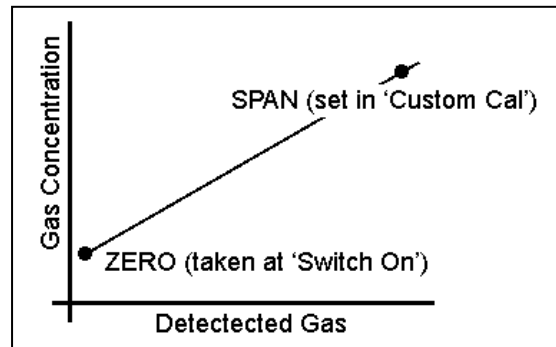 Gas Concentration
SPAN (set in 'Custom Cal')
ZERO (taken at 'Switch On')
Detectected Gas